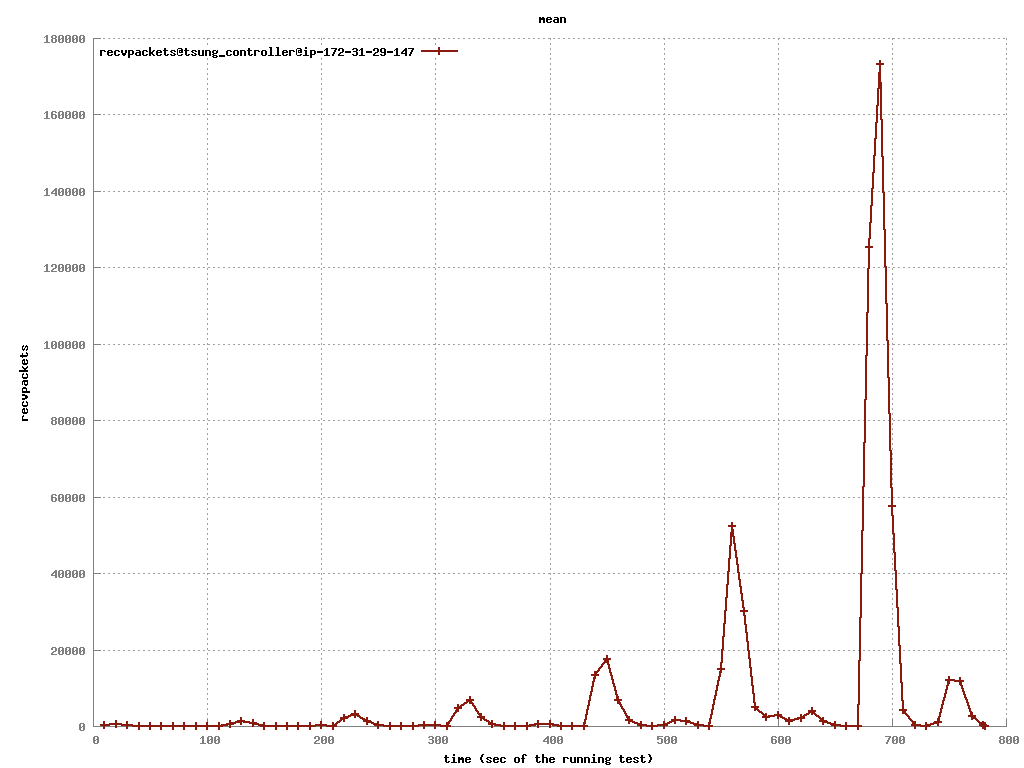 mean
180000
recvpackets@tsung_controller@ip-172-31-29-147
160000
140000
120000
100000
recvpackets
80000
60000
40000
20000
0
0 100 200 300 400 500 600 700 800
time (sec of the running test)